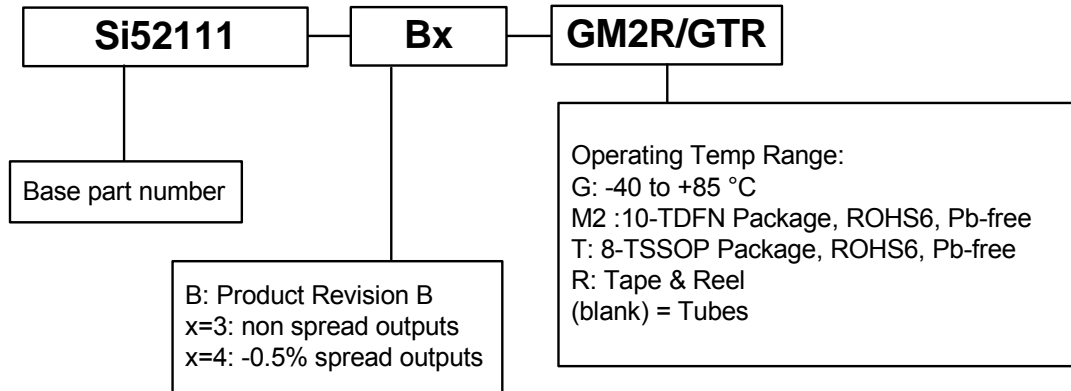 Si52111
Bx
GM2R/GTR
Base part number
B: Product Revision B
x=3: non spread outputs
x=4: -0.5% spread outputs
Operating Temp Range:
G: -40 to +85 °C
M2 :10-TDFN Package, ROHS6, Pb-free
T: 8-TSSOP Package, ROHS6, Pb-free
R: Tape & Reel
(blank) = Tubes